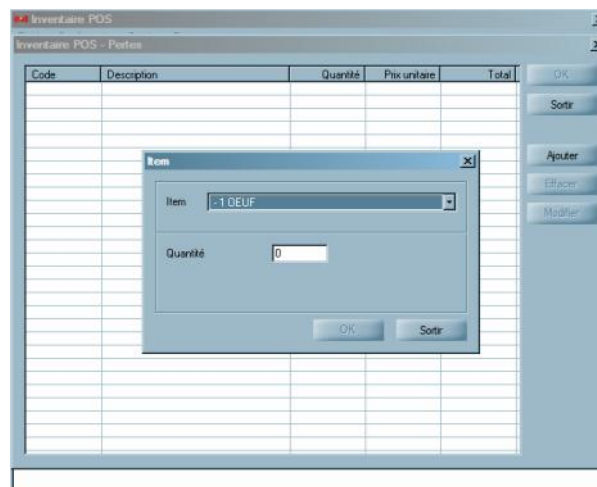 Inventaire POS
Inventaire POS - Pertes
Code Description Quantité Prix unitaire Total
OK
Sortir
Ajouter
Effacer
Modifier
Item
Item - 1 OEUF
Quantité 0
OK Sortir